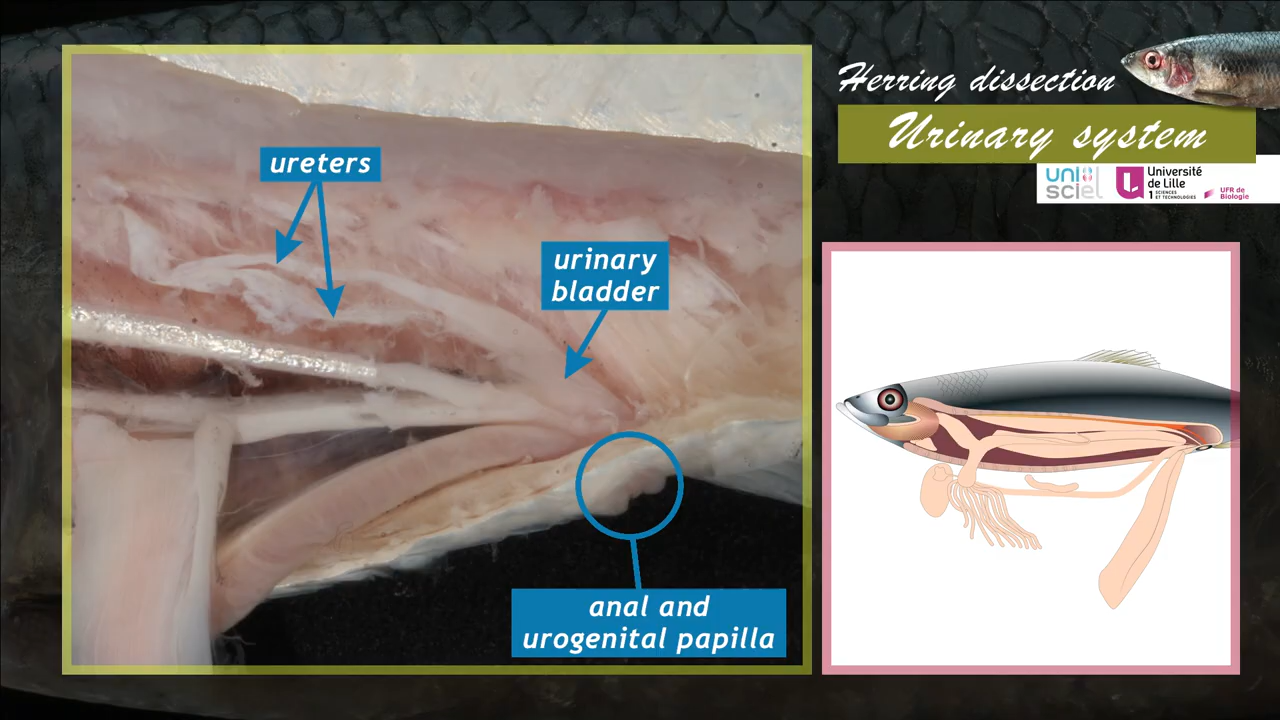 Herring dissection
Urinary system
uni
sciel
Université
de Lille
1 SCIENCES
ET TECHNOLOGIES
UFR de
Biologie
ureters
urinary
bladder
anal and
urogenital papilla